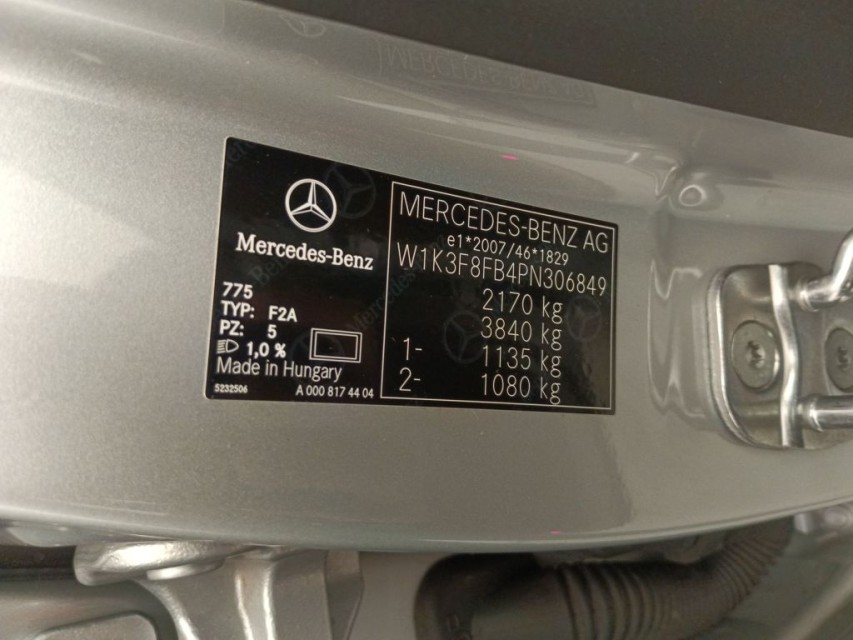 Mercedes-Benz
775
TYP: F2A
PZ: 5
1,0 %
Made in Hungary
S232506 A 000 817 44 04
MERCEDES-BENZ AG
e1*2007/46*1829
W1K3F8FB4PN306849
2170 kg
3840 kg
1- 1135 kg
2- 1080 kg